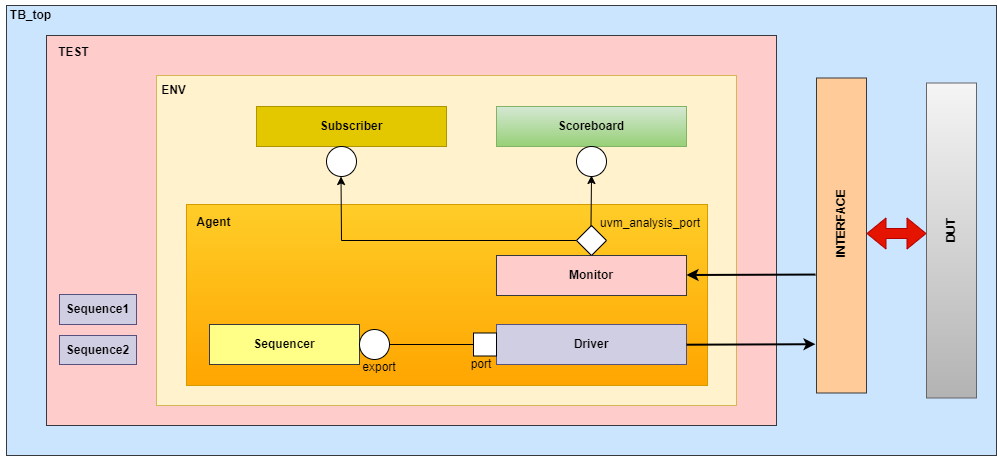 TB_top
TEST
ENV
Subscriber
Scoreboard
Agent
uvm_analysis_port
Monitor
Sequence1
Sequence2
Sequencer
export
port
Driver
INTERFACE
DUT